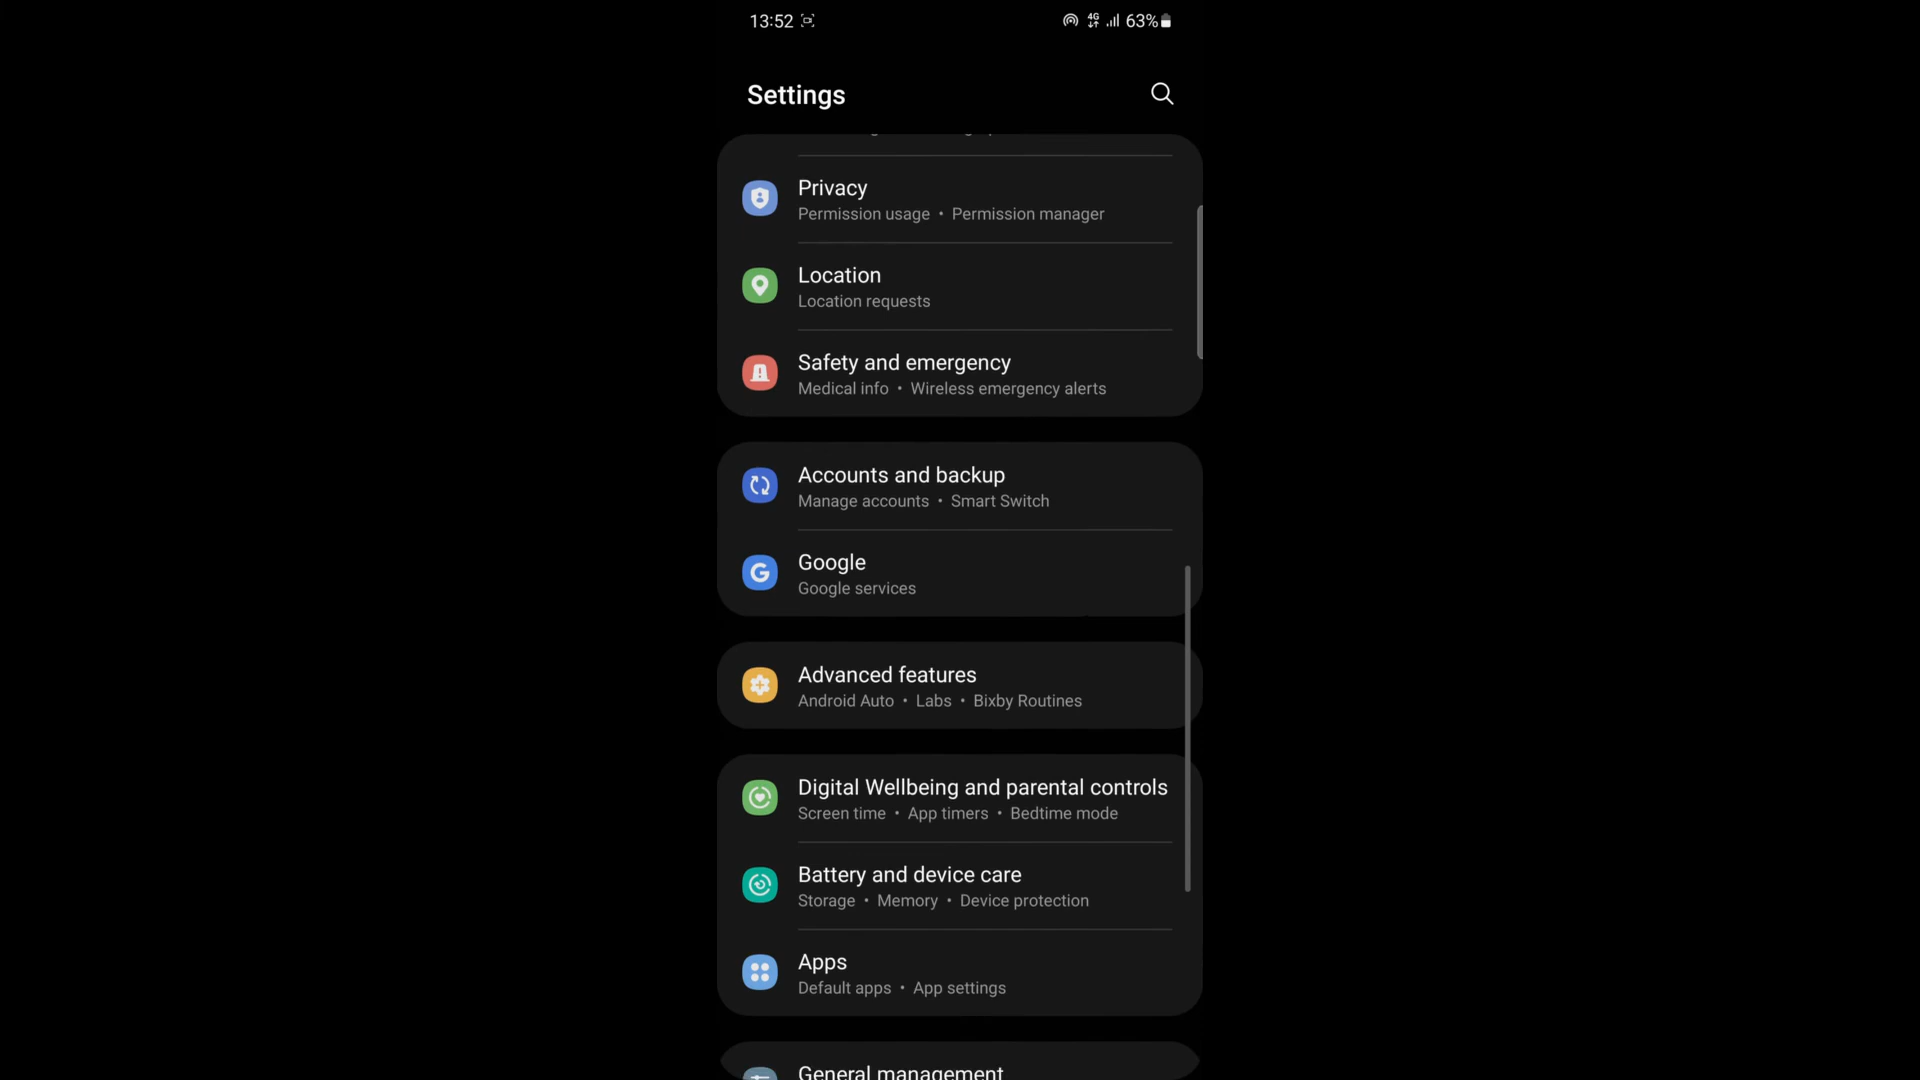 13:52 4G 63%
Settings
Privacy
Permission usage • Permission manager
Location
Location requests
Safety and emergency
Medical info • Wireless emergency alerts
Accounts and backup
Manage accounts • Smart Switch
Google
Google services
Advanced features
Android Auto • Labs • Bixby Routines
Digital Wellbeing and parental controls
Screen time • App timers • Bedtime mode
Battery and device care
Storage • Memory • Device protection
Apps
Default apps • App settings
General management